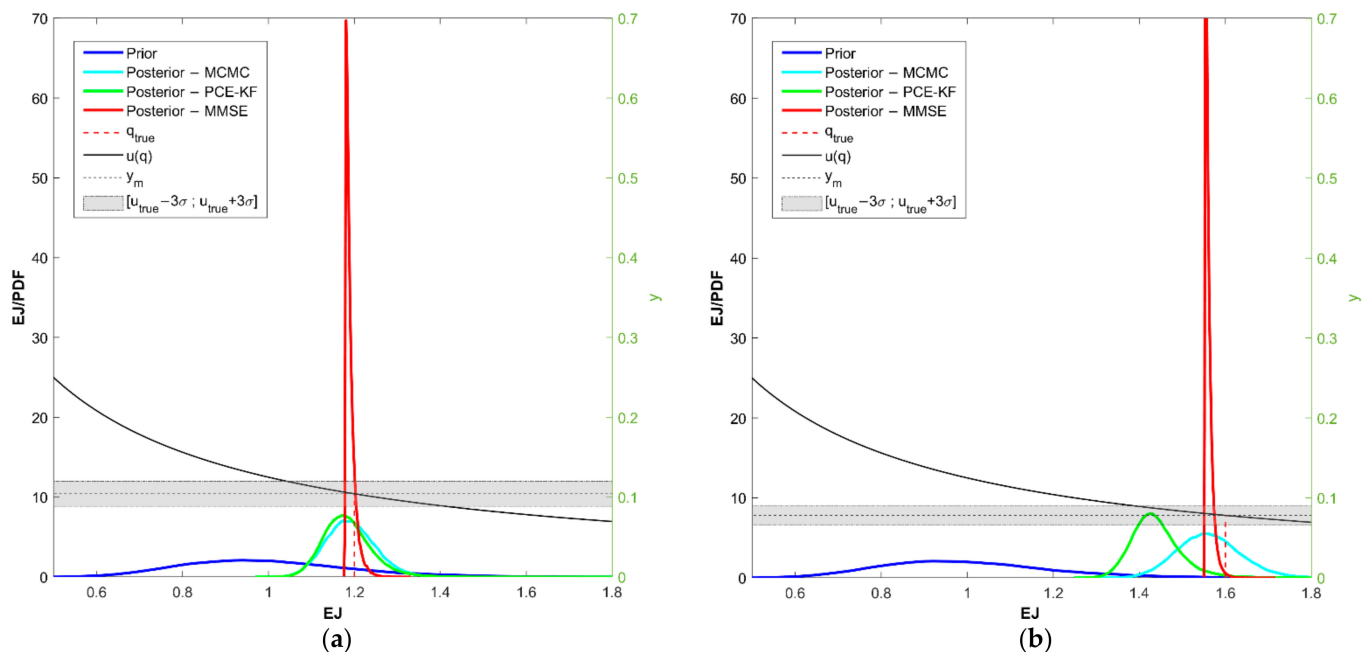 70
60
50
40
30
20
10
0
EJ/PDF
0.6
0.8
1
1.2
1.4
1.6
1.8
EJ
0.7
0.6
0.5
0.4
0.3
0.2
0.1
0
y
Prior
Posterior – MCMC
Posterior – PCE-KF
Posterior – MMSE
q_true
u(q)
y_m
[u_true−3σ ; u_true+3σ]
(a)
70
60
50
40
30
20
10
0
EJ/PDF
0.6
0.8
1
1.2
1.4
1.6
1.8
EJ
0.7
0.6
0.5
0.4
0.3
0.2
0.1
0
y
Prior
Posterior – MCMC
Posterior – PCE-KF
Posterior – MMSE
q_true
u(q)
y_m
[u_true−3σ ; u_true+3σ]
(b)